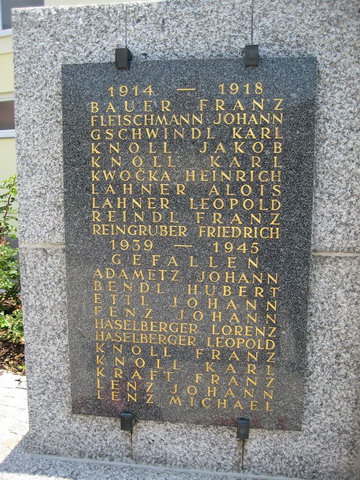 1914 — 1918
BAUER FRANZ
FLEISCHMANN JOHANN
GSCHWINDL KARL
KNOLL JAKOB
KNOLL KARL
KWOČKA HEINRICH
LAHNER ALOIS
LAHNER LEOPOLD
REINDL FRANZ
REINGRUBER FRIEDRICH
1939 — 1945
GEFALLEN
ADAMETZ JOHANN
BENDL HUBERT
ETTL JOHANN
FENZ JOHANN
HASELBERGER LORENZ
HASELBERGER LEOPOLD
KNOLL FRANZ
KNOLL KARL
KRAFT FRANZ
LENZ JOHANN
LENZ MICHAEL